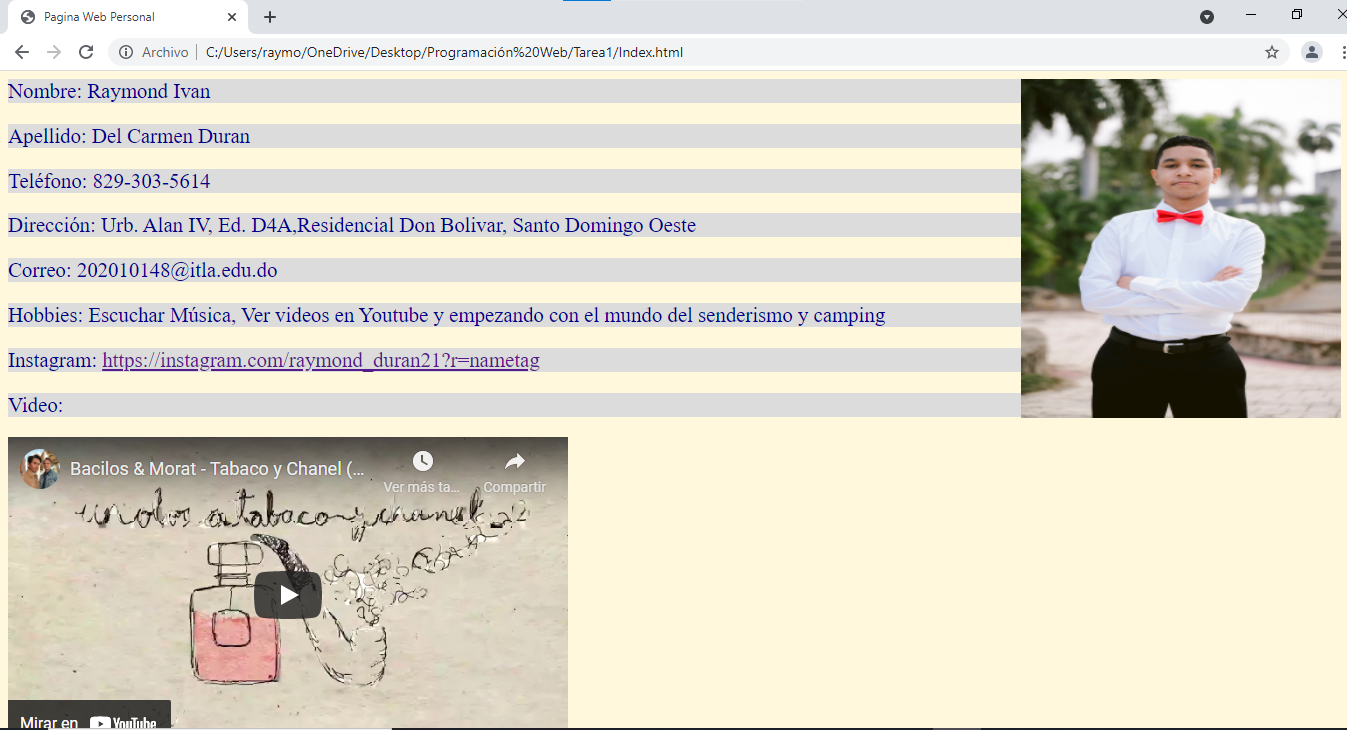 Pagina Web Personal
Archivo
C:/Users/raymo/OneDrive/Desktop/Programación%20Web/Tarea1/Index.html
Nombre: Raymond Ivan
Apellido: Del Carmen Duran
Teléfono: 829-303-5614
Dirección: Urb. Alan IV, Ed. D4A,Residencial Don Bolivar, Santo Domingo Oeste
Correo: 202010148@itla.edu.do
Hobbies: Escuchar Música, Ver videos en Youtube y empezando con el mundo del senderismo y camping
Instagram: https://instagram.com/raymond_duran21?r=nametag
Video:
Bacilos & Morat - Tabaco y Chanel (...
Ver más ta...
Compartir
a tabaco y chanel
Mirar en YouTube